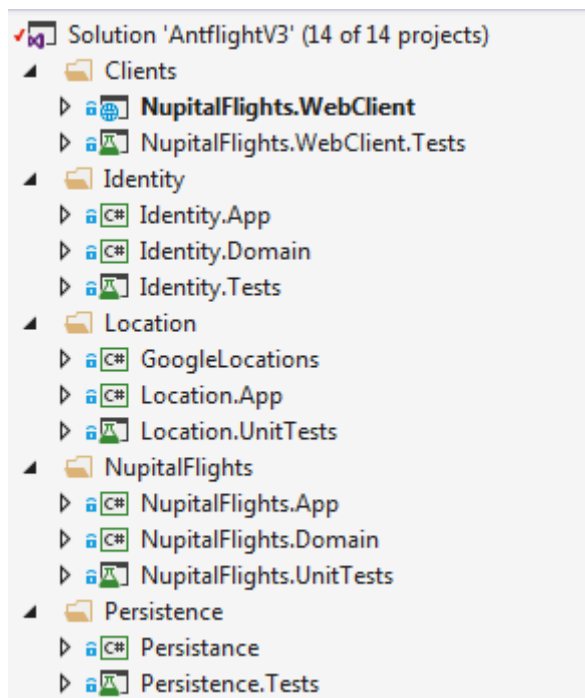 Solution 'AntflightV3' (14 of 14 projects)
Clients
NupitalFlights.WebClient
NupitalFlights.WebClient.Tests
Identity
C# Identity.App
C# Identity.Domain
Identity.Tests
Location
C# GoogleLocations
C# Location.App
Location.UnitTests
NupitalFlights
C# NupitalFlights.App
C# NupitalFlights.Domain
NupitalFlights.UnitTests
Persistence
C# Persistance
Persistence.Tests